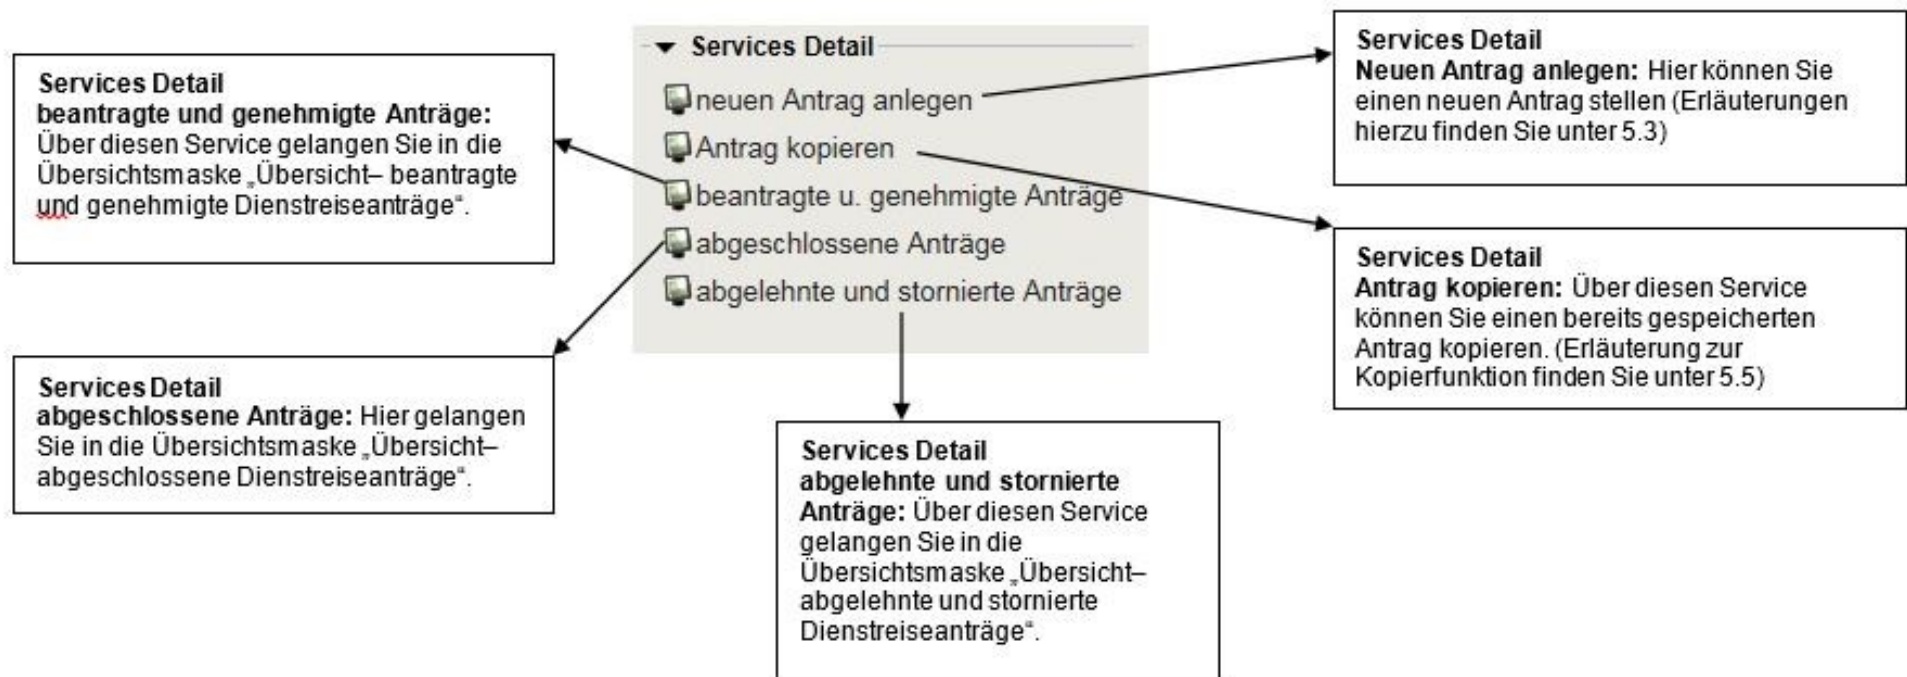 Services Detail
beantragte und genehmigte Anträge:
Über diesen Service gelangen Sie in die
Übersichtsmaske „Übersicht– beantragte
und genehmigte Dienstreiseanträge“.
Services Detail
abgeschlossene Anträge: Hier gelangen
Sie in die Übersichtsmaske „Übersicht–
abgeschlossene Dienstreiseanträge“.
Services Detail
neuen Antrag anlegen
Antrag kopieren
beantragte u. genehmigte Anträge
abgeschlossene Anträge
abgelehnte und stornierte Anträge
Services Detail
abgelehnte und stornierte
Anträge: Über diesen Service
gelangen Sie in die
Übersichtsmaske „Übersicht–
abgelehnte und stornierte
Dienstreiseanträge“.
Services Detail
Neuen Antrag anlegen: Hier können Sie
einen neuen Antrag stellen (Erläuterungen
hierzu finden Sie unter 5.3)
Services Detail
Antrag kopieren: Über diesen Service
können Sie einen bereits gespeicherten
Antrag kopieren. (Erläuterung zur
Kopierfunktion finden Sie unter 5.5)